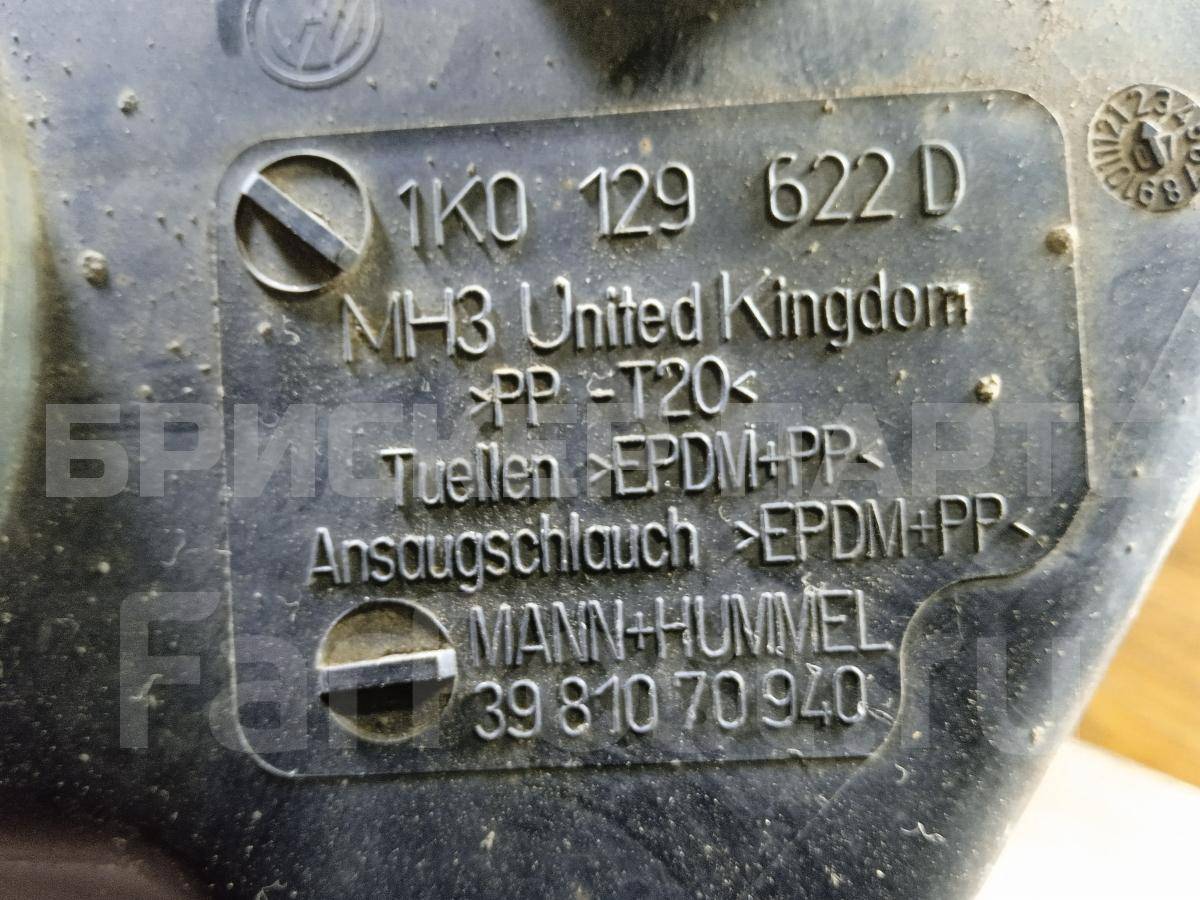 1K0 129 622 D
MH3 United Kingdom
>PP -T20<
Tuellen >EPDM+PP<
Ansaugschlauch >EPDM+PP<
MANN+HUMMEL
39 810 70 940